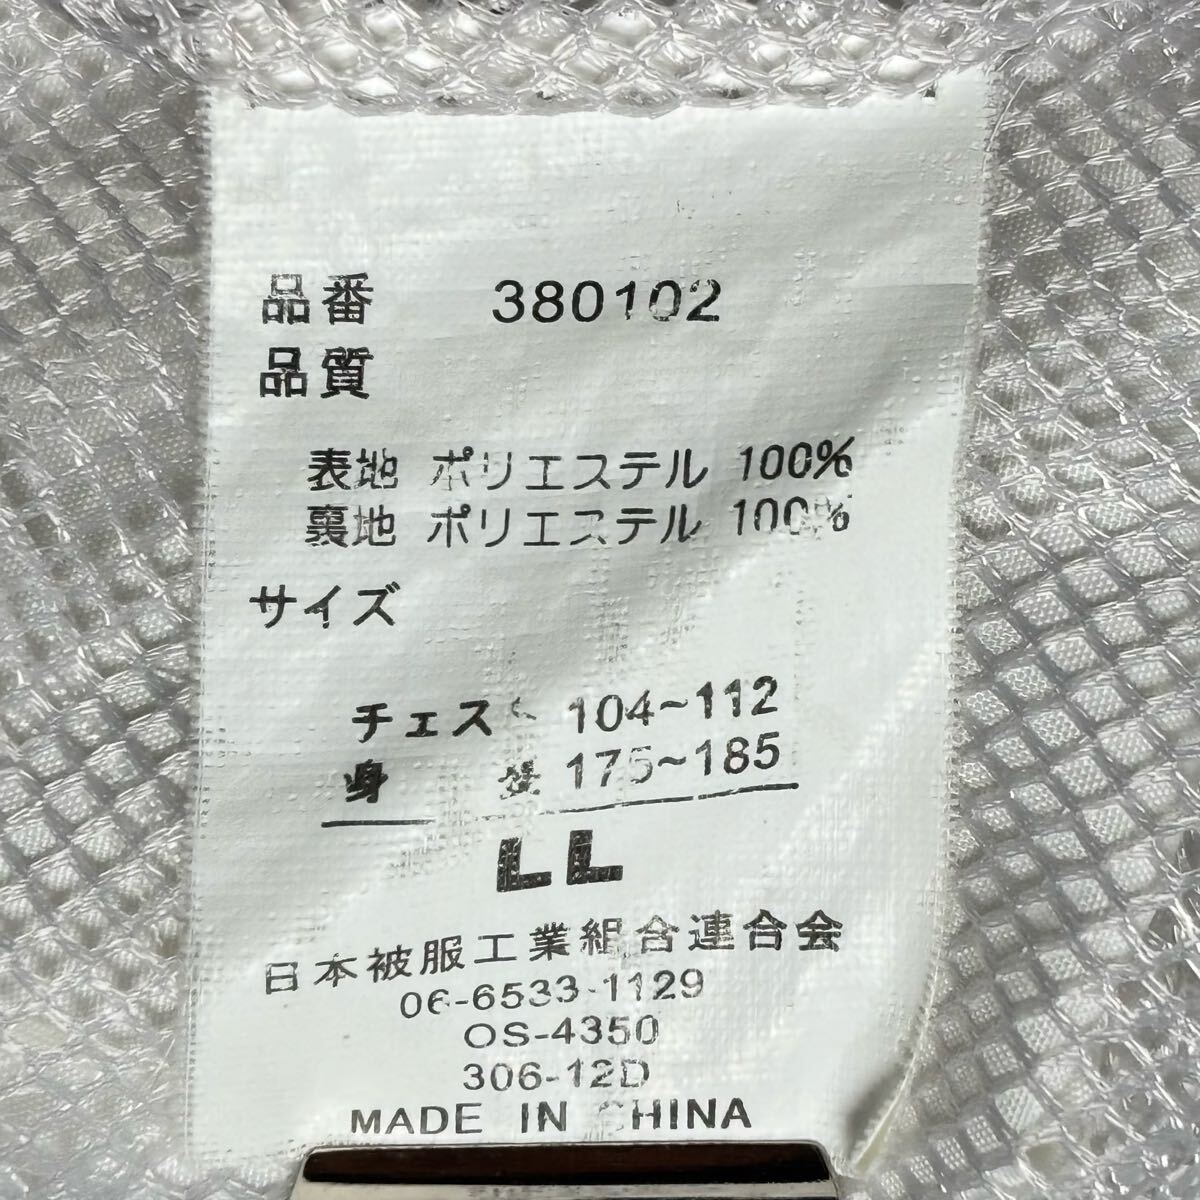 品番 380102
品質
表地 ポリエステル 100%
裏地 ポリエステル 100%
サイズ
チェスト 104~112
身長 175~185
LL
日本被服工業組合連合会
06-6533-1129
OS-4350
306-12D
MADE IN CHINA